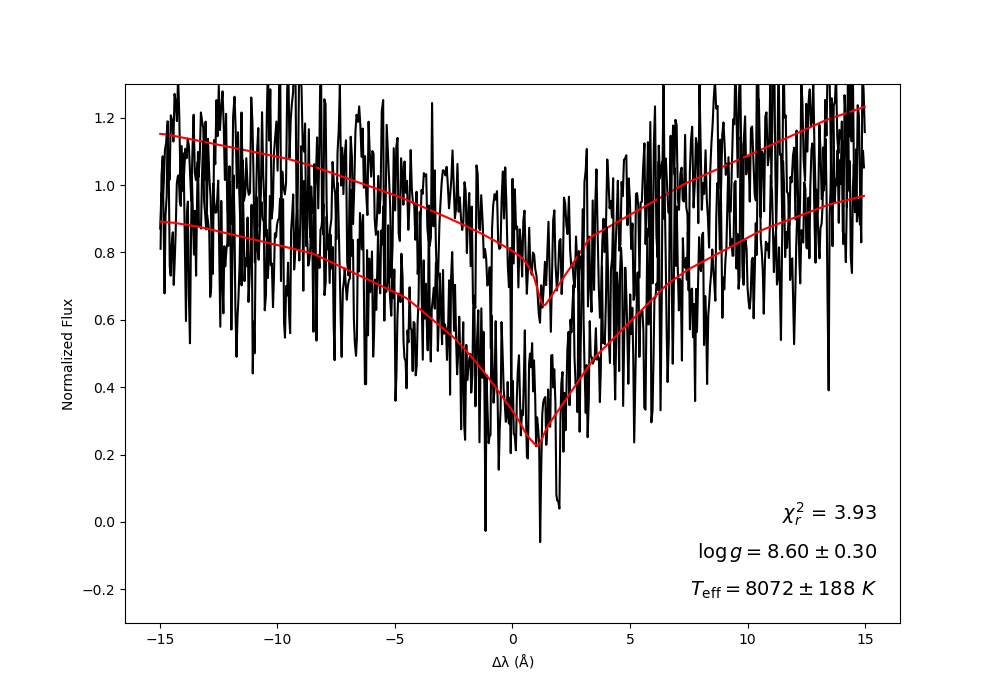 1.2
1.0
0.8
0.6
0.4
0.2
0.0
−0.2
Normalized Flux
χ²ᵣ = 3.93
log g = 8.60 ± 0.30
T_eff = 8072 ± 188 K
−15 −10 −5 0 5 10 15
Δλ (Å)